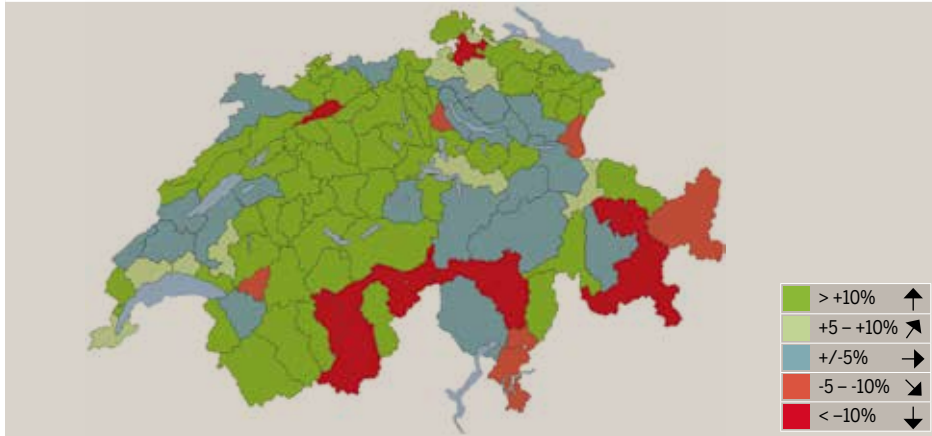 > +10%
+5 – +10%
+/-5%
-5 – -10%
< –10%